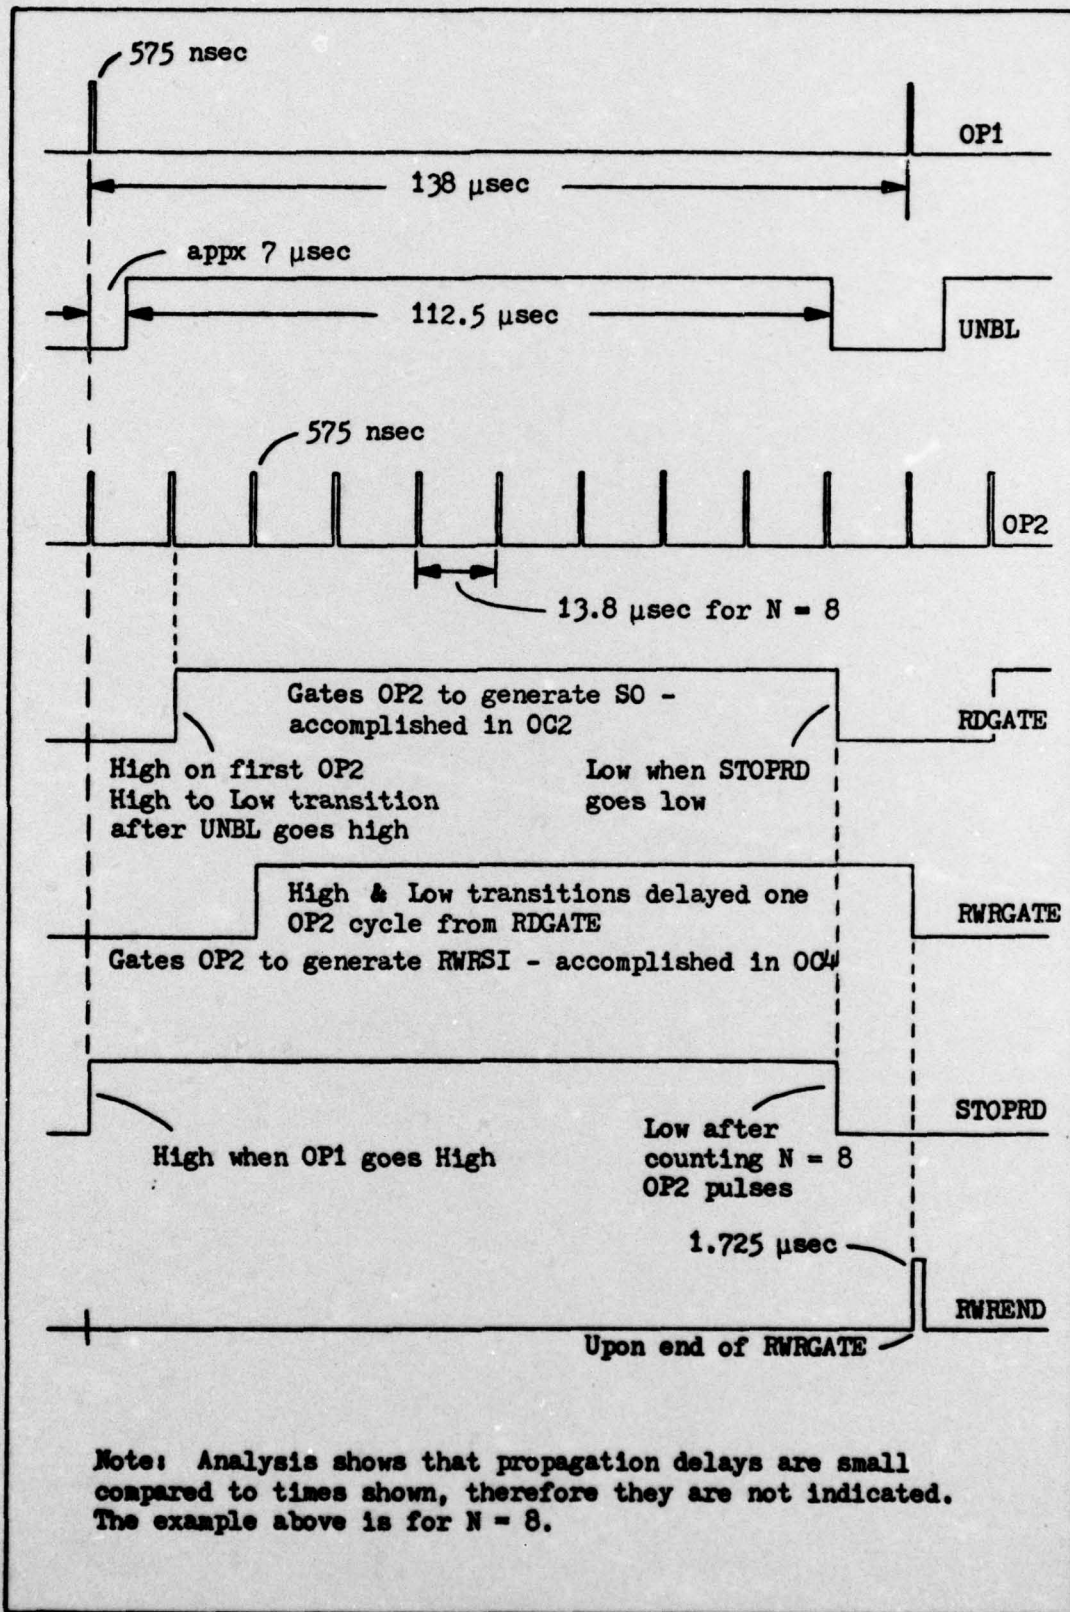 575 nsec
OP1
138 µsec
appx 7 µsec
112.5 µsec
UNBL
575 nsec
OP2
13.8 µsec for N = 8
Gates OP2 to generate SO -
accomplished in OC2
RDGATE
High on first OP2
High to Low transition
after UNBL goes high
Low when STOPRD
goes low
High & Low transitions delayed one
OP2 cycle from RDGATE
RWRGATE
Gates OP2 to generate RWRSI - accomplished in OC4
STOPRD
High when OP1 goes High
Low after
counting N = 8
OP2 pulses
1.725 µsec
RWREND
Upon end of RWRGATE
Note: Analysis shows that propagation delays are small
compared to times shown, therefore they are not indicated.
The example above is for N = 8.